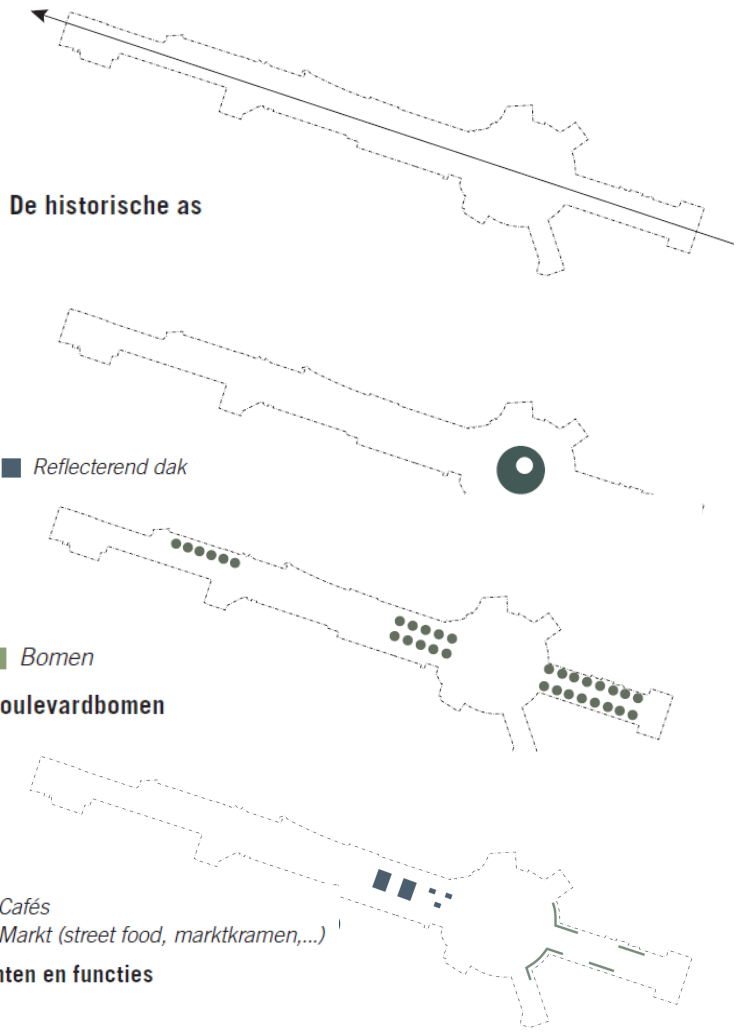 De historische as
Reflecterend dak
Bomen
oulevardbomen
Cafés
Markt (street food, marktkramen,...)
nten en functies